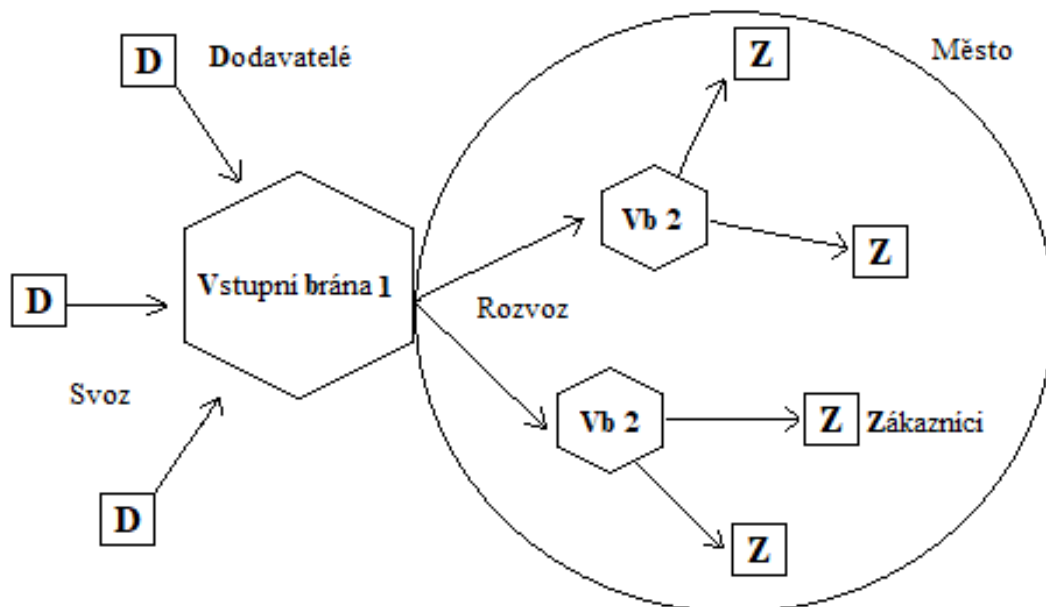 D
Dodavatelé
Z
Město
Vb 2
Z
Vstupní brána 1
D
Rozvoz
Svoz
Vb 2
Z
Zákazníci
D
Z